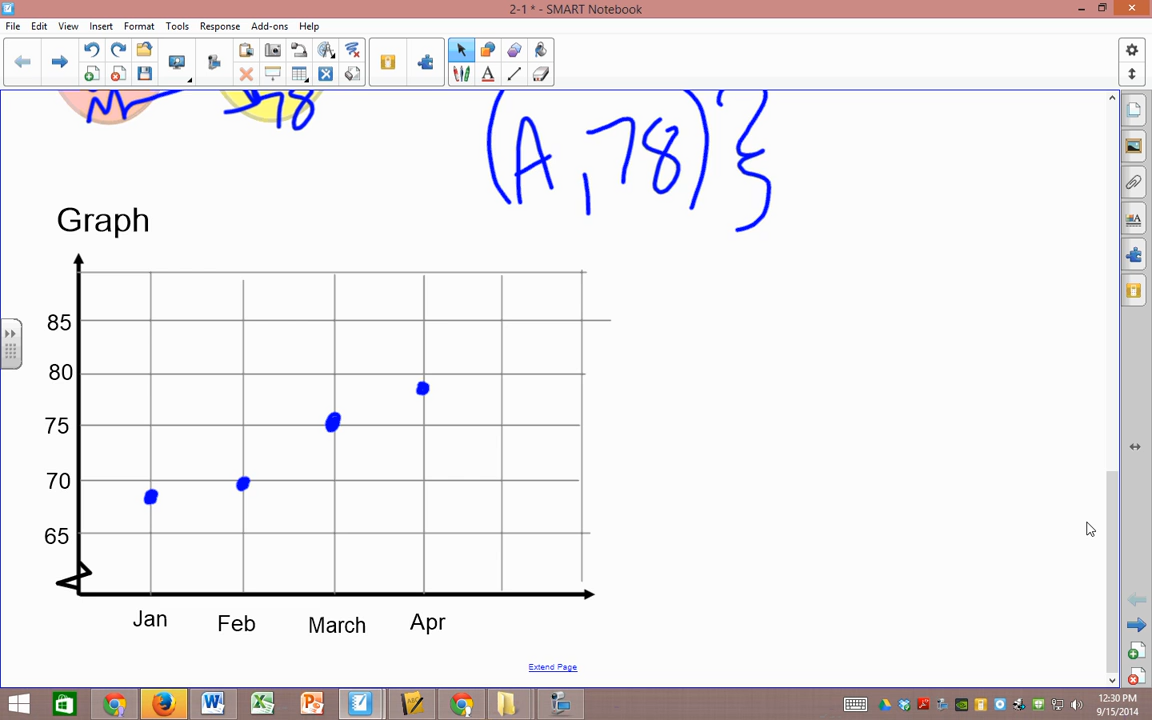 2-1 * - SMART Notebook
File Edit View Insert Format Tools Response Add-ons Help
M 78
(A,78)}
Graph
85
80
75
70
65
Jan Feb March Apr
Extend Page
12:30 PM
9/15/2014